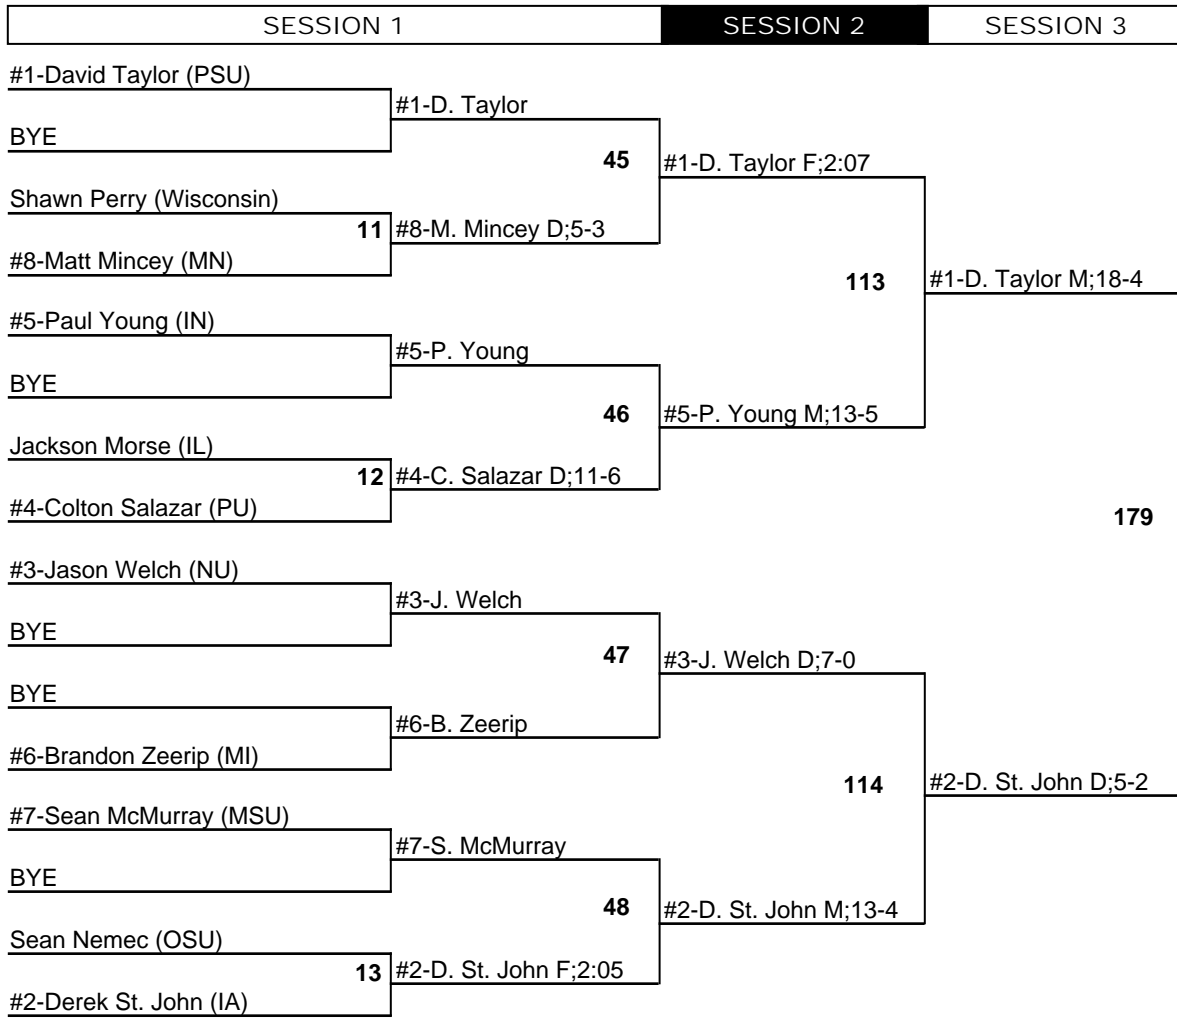 SESSION 1 SESSION 2 SESSION 3
#1-David Taylor (PSU)
#1-D. Taylor
BYE
45 #1-D. Taylor F;2:07
Shawn Perry (Wisconsin)
11 #8-M. Mincey D;5-3
#8-Matt Mincey (MN)
113 #1-D. Taylor M;18-4
#5-Paul Young (IN)
#5-P. Young
BYE
46 #5-P. Young M;13-5
Jackson Morse (IL)
12 #4-C. Salazar D;11-6
#4-Colton Salazar (PU)
179
#3-Jason Welch (NU)
#3-J. Welch
BYE
47 #3-J. Welch D;7-0
BYE
#6-B. Zeerip
#6-Brandon Zeerip (MI)
114 #2-D. St. John D;5-2
#7-Sean McMurray (MSU)
#7-S. McMurray
BYE
48 #2-D. St. John M;13-4
Sean Nemec (OSU)
13 #2-D. St. John F;2:05
#2-Derek St. John (IA)